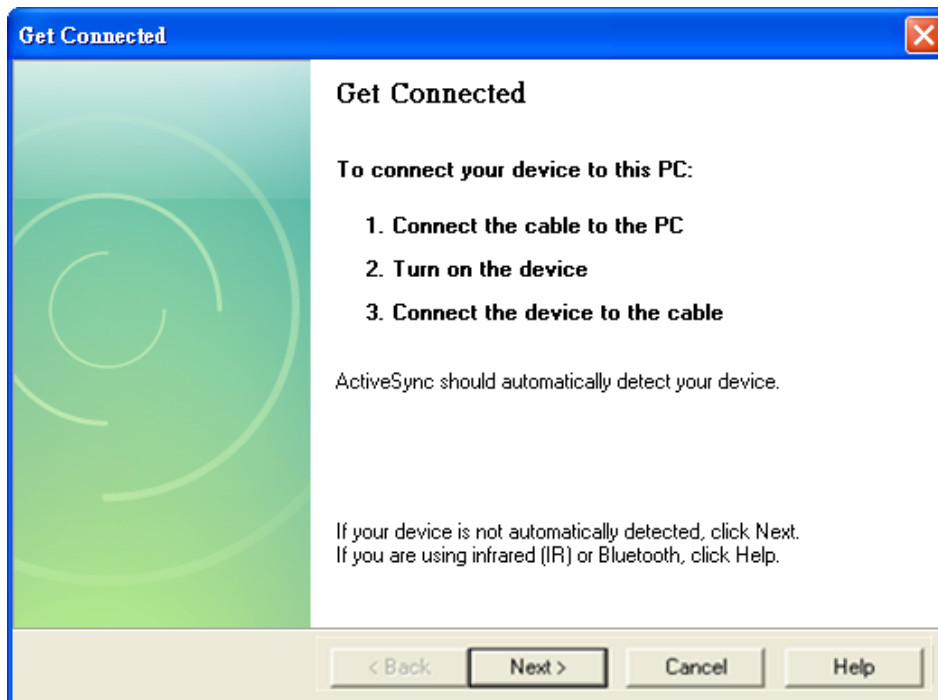 Get Connected
Get Connected
To connect your device to this PC:
1. Connect the cable to the PC
2. Turn on the device
3. Connect the device to the cable
ActiveSync should automatically detect your device.
If your device is not automatically detected, click Next.
If you are using infrared (IR) or Bluetooth, click Help.
< Back Next > Cancel Help